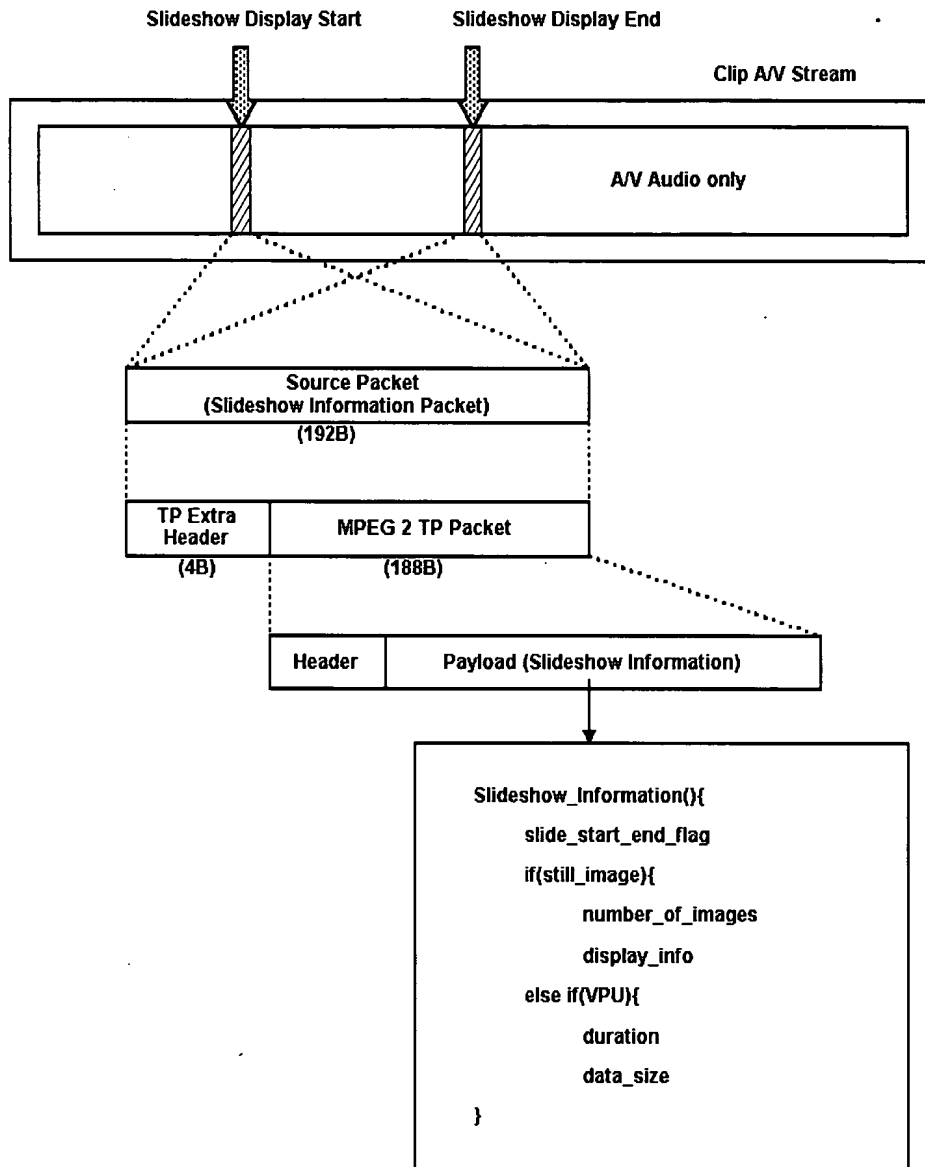 Slideshow Display Start
Slideshow Display End
Clip A/V Stream
A/V Audio only
Source Packet
(Slideshow Information Packet)
(192B)
TP Extra
Header
MPEG 2 TP Packet
(4B)
(188B)
Header
Payload (Slideshow Information)
Slideshow_Information(){
slide_start_end_flag
if(still_image){
number_of_images
display_info
else if(VPU){
duration
data_size
}